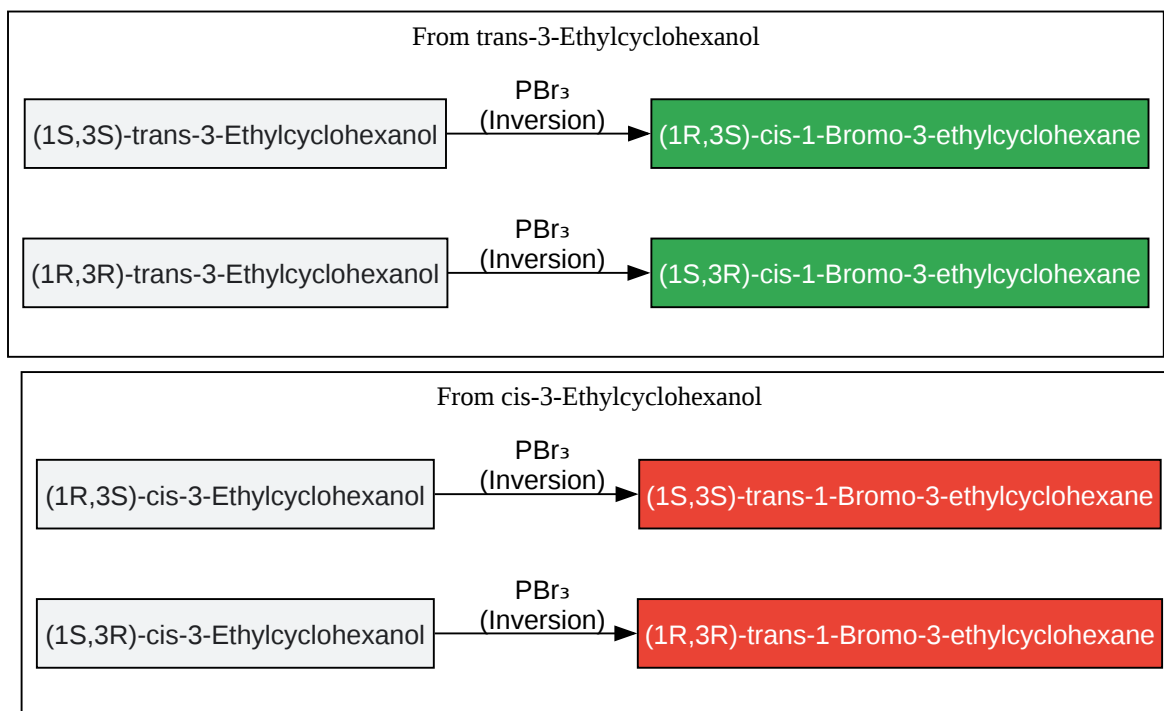 From trans-3-Ethylcyclohexanol
PBr₃
(Inversion)
(1S,3S)-trans-3-Ethylcyclohexanol
(1R,3S)-cis-1-Bromo-3-ethylcyclohexane
PBr₃
(Inversion)
(1R,3R)-trans-3-Ethylcyclohexanol
(1S,3R)-cis-1-Bromo-3-ethylcyclohexane
From cis-3-Ethylcyclohexanol
PBr₃
(Inversion)
(1R,3S)-cis-3-Ethylcyclohexanol
(1S,3S)-trans-1-Bromo-3-ethylcyclohexane
PBr₃
(Inversion)
(1S,3R)-cis-3-Ethylcyclohexanol
(1R,3R)-trans-1-Bromo-3-ethylcyclohexane